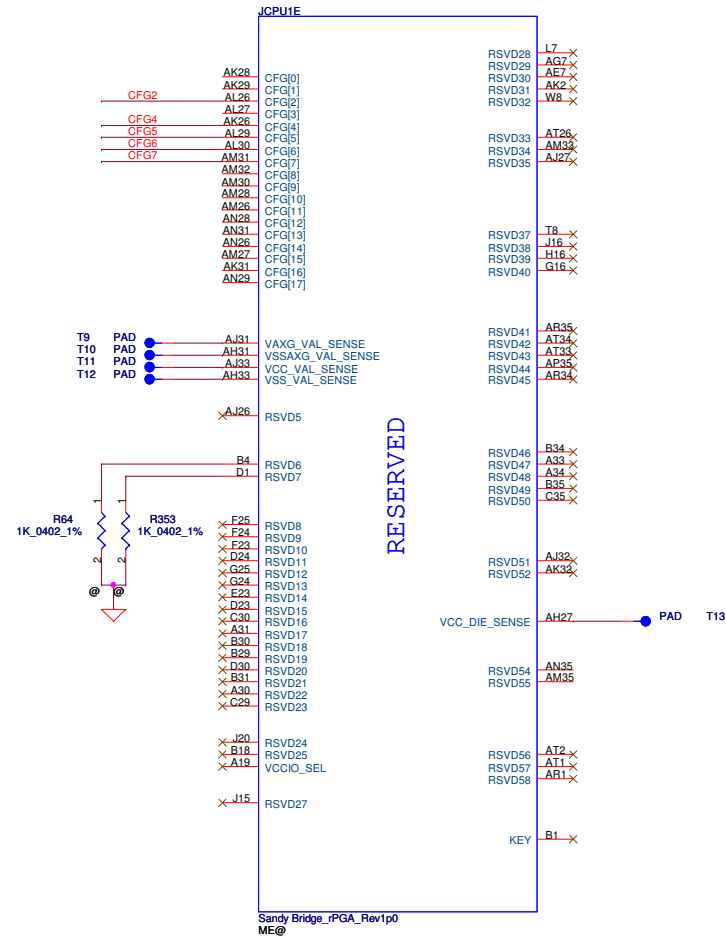 JCPU1E
AK28 CFG[0]
AK29 CFG[1]
CFG2 AL26 CFG[2]
AL27 CFG[3]
CFG4 AK26 CFG[4]
CFG5 AL29 CFG[5]
CFG6 AL30 CFG[6]
CFG7 AM31 CFG[7]
AM32 CFG[8]
AM30 CFG[9]
AM28 CFG[10]
AM26 CFG[11]
AN28 CFG[12]
AN31 CFG[13]
AN26 CFG[14]
AM27 CFG[15]
AK31 CFG[16]
AN29 CFG[17]
T9 PAD AJ31 VAXG_VAL_SENSE
T10 PAD AH31 VSSAXG_VAL_SENSE
T11 PAD AJ33 VCC_VAL_SENSE
T12 PAD AH33 VSS_VAL_SENSE
AJ26 RSVD5
B4 RSVD6
D1 RSVD7
1 1
R64 R353
1K_0402_1% 1K_0402_1%
2 2
@ @
F25 RSVD8
F24 RSVD9
F23 RSVD10
D24 RSVD11
G25 RSVD12
G24 RSVD13
E23 RSVD14
D23 RSVD15
C30 RSVD16
A31 RSVD17
B30 RSVD18
B29 RSVD19
D30 RSVD20
B31 RSVD21
A30 RSVD22
C29 RSVD23
J20 RSVD24
B18 RSVD25
A19 VCCIO_SEL
J15 RSVD27
RESERVED
RSVD28 L7
RSVD29 AG7
RSVD30 AE7
RSVD31 AK2
RSVD32 W8
RSVD33 AT26
RSVD34 AM33
RSVD35 AJ27
RSVD37 T8
RSVD38 J16
RSVD39 H16
RSVD40 G16
RSVD41 AR35
RSVD42 AT34
RSVD43 AT33
RSVD44 AP35
RSVD45 AR34
RSVD46 B34
RSVD47 A33
RSVD48 A34
RSVD49 B35
RSVD50 C35
RSVD51 AJ32
RSVD52 AK32
VCC_DIE_SENSE AH27 PAD T13
RSVD54 AN35
RSVD55 AM35
RSVD56 AT2
RSVD57 AT1
RSVD58 AR1
KEY B1
Sandy Bridge_rPGA_Rev1p0
ME@